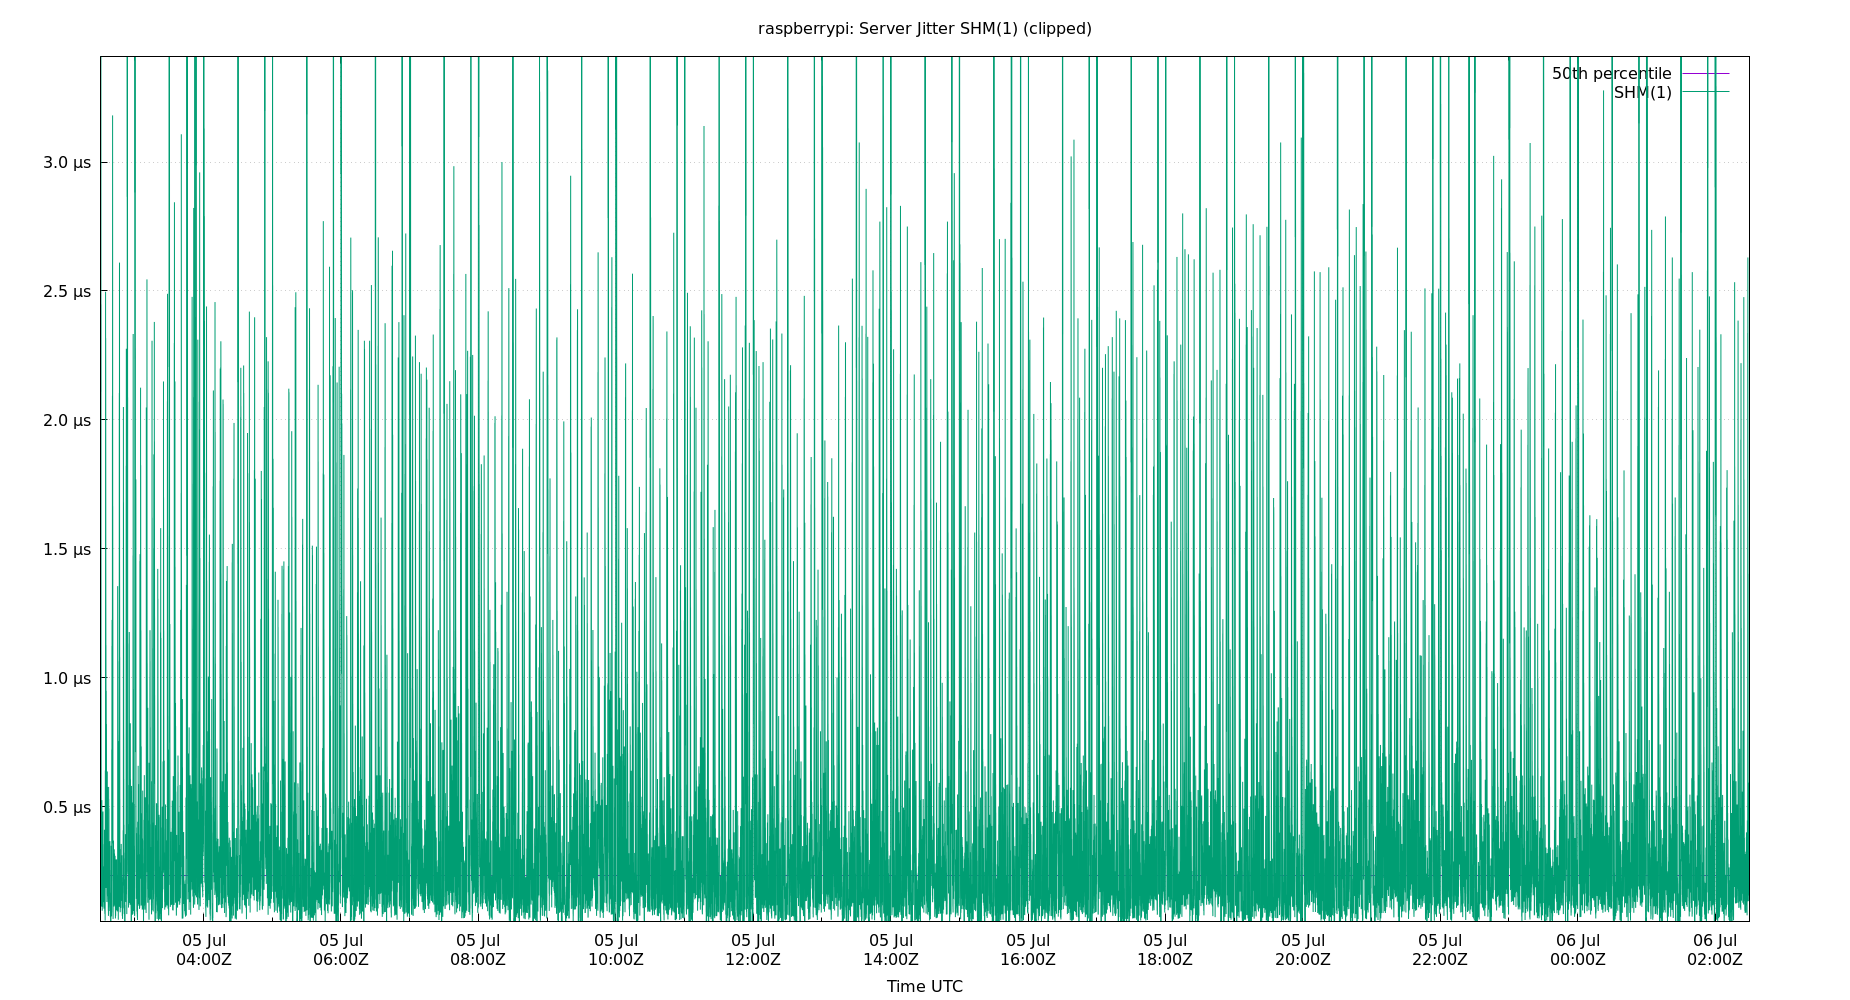 raspberrypi: Server Jitter SHM(1) (clipped)
50th percentile
SHM(1)
3.0 µs
2.5 µs
2.0 µs
1.5 µs
1.0 µs
0.5 µs
05 Jul 05 Jul 05 Jul 05 Jul 05 Jul 05 Jul 05 Jul 05 Jul 05 Jul 05 Jul 06 Jul 06 Jul
04:00Z 06:00Z 08:00Z 10:00Z 12:00Z 14:00Z 16:00Z 18:00Z 20:00Z 22:00Z 00:00Z 02:00Z
Time UTC